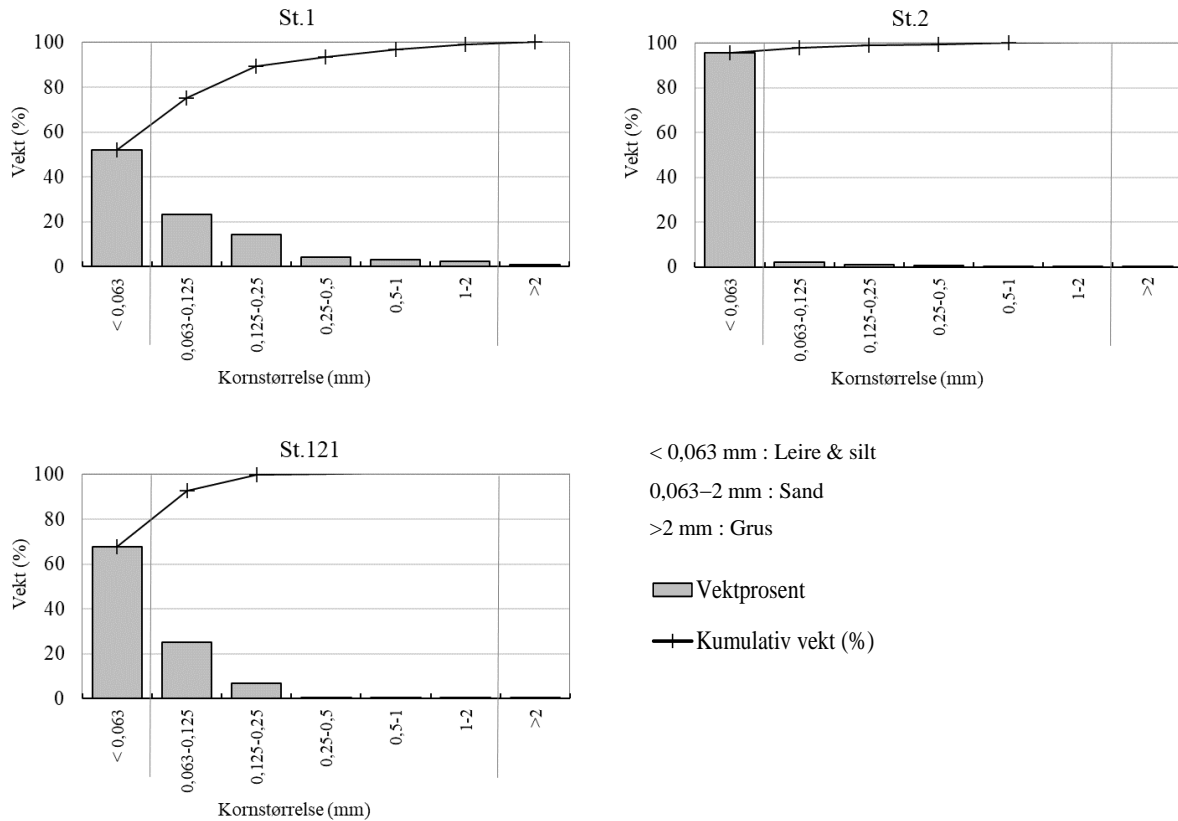 St.1
Vekt (%)
100
80
60
40
20
0
< 0,063
0,063-0,125
0,125-0,25
0,25-0,5
0,5-1
1-2
>2
Kornstørrelse (mm)
St.2
Vekt (%)
100
80
60
40
20
0
< 0,063
0,063-0,125
0,125-0,25
0,25-0,5
0,5-1
1-2
>2
Kornstørrelse (mm)
St.121
Vekt (%)
100
80
60
40
20
0
< 0,063
0,063-0,125
0,125-0,25
0,25-0,5
0,5-1
1-2
>2
Kornstørrelse (mm)
< 0,063 mm : Leire & silt
0,063–2 mm : Sand
>2 mm : Grus
Vektprosent
Kumulativ vekt (%)